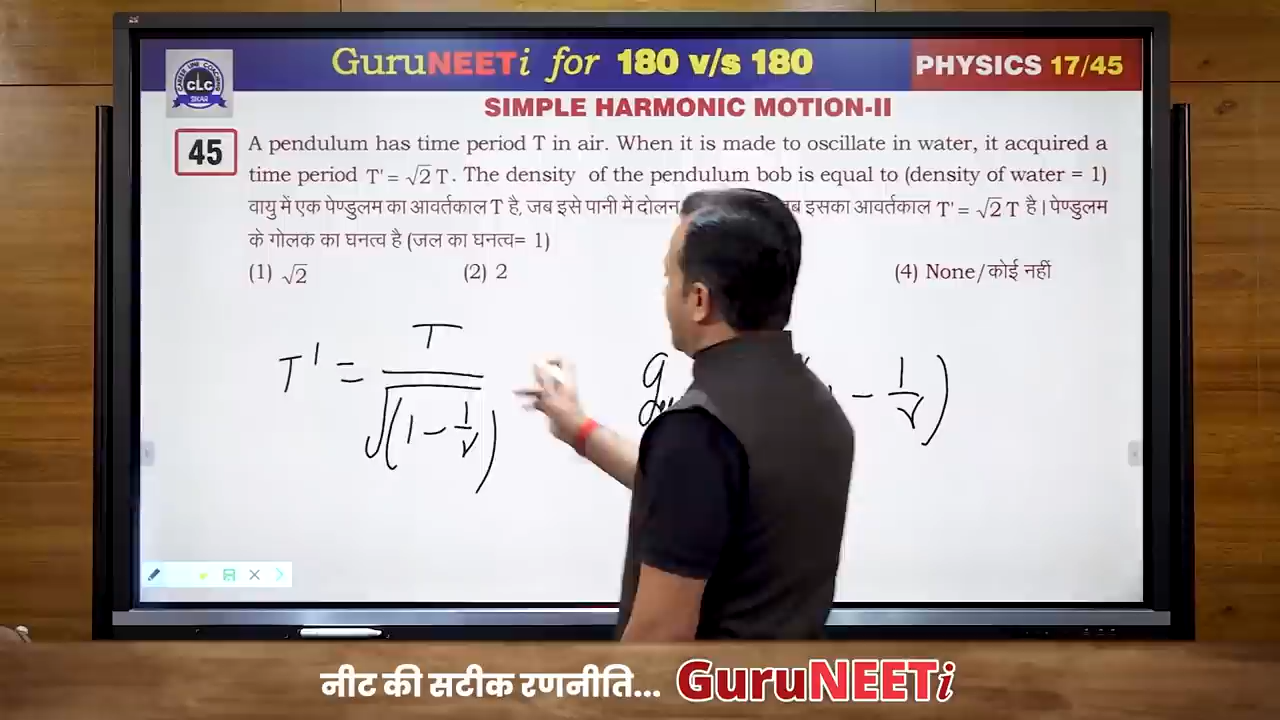 GuruNEETi for 180 v/s 180
PHYSICS 17/45
CLC
SIKAR
SIMPLE HARMONIC MOTION-II
45
A pendulum has time period T in air. When it is made to oscillate in water, it acquired a
time period T' = √2 T. The density of the pendulum bob is equal to (density of water = 1)
वायु में एक पेण्डुलम का आवर्तकाल T है, जब इसे पानी में दोलन इसका आवर्तकाल T' = √2 T है। पेण्डुलम
के गोलक का घनत्व है (जल का घनत्व= 1)
(1) √2 (2) 2 (4) None/कोई नहीं
T' = T / √(1 - 1/r)
g - 1/r)
नीट की सटीक रणनीति... GuruNEETi